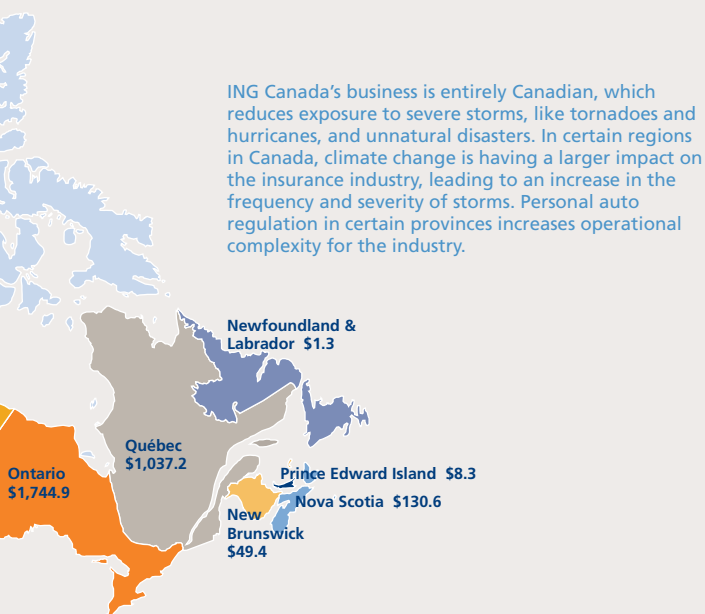 ING Canada's business is entirely Canadian, which
reduces exposure to severe storms, like tornadoes and
hurricanes, and unnatural disasters. In certain regions
in Canada, climate change is having a larger impact on
the insurance industry, leading to an increase in the
frequency and severity of storms. Personal auto
regulation in certain provinces increases operational
complexity for the industry.
Newfoundland &
Labrador $1.3
Québec
$1,037.2
Ontario
$1,744.9
Prince Edward Island $8.3
Nova Scotia $130.6
New
Brunswick
$49.4